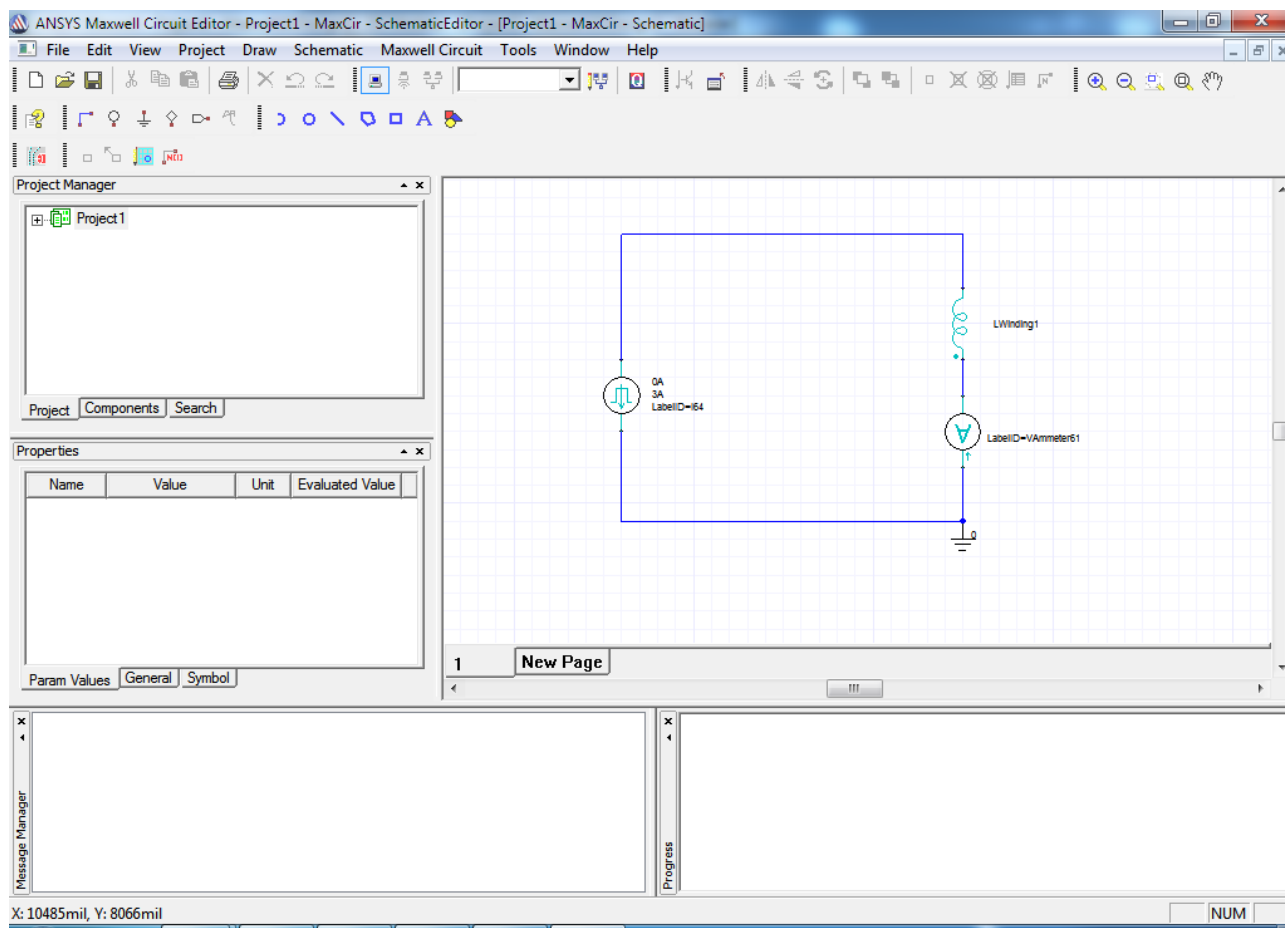 ANSYS Maxwell Circuit Editor - Project1 - MaxCir - SchematicEditor - [Project1 - MaxCir - Schematic]
File Edit View Project Draw Schematic Maxwell Circuit Tools Window Help
Project Manager
Project1
Project Components Search
Properties
Name Value Unit Evaluated Value
Param Values General Symbol
LWinding1
0A
3A
LabelID=I64
LabelID=VAmmeter61
0
1 New Page
Message Manager
Progress
X: 10485mil, Y: 8066mil
NUM